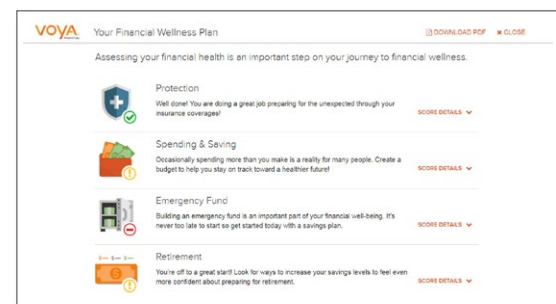 VOYA Your Financial Wellness Plan DOWNLOAD PDF CLOSE
Assessing your financial health is an important step on your journey to financial wellness.
Protection
Well done! You are doing a great job preparing for the unexpected through your
insurance coverages!
SCORE DETAILS
Spending & Saving
Occasionally spending more than you make is a reality for many people. Create a
budget to help you stay on track toward a healthier future!
SCORE DETAILS
Emergency Fund
Building an emergency fund is an important part of your financial well-being. It's
never too late to start so get started today with a savings plan.
SCORE DETAILS
Retirement
You're off to a great start! Look for ways to increase your savings levels to feel even
more confident about preparing for retirement.
SCORE DETAILS